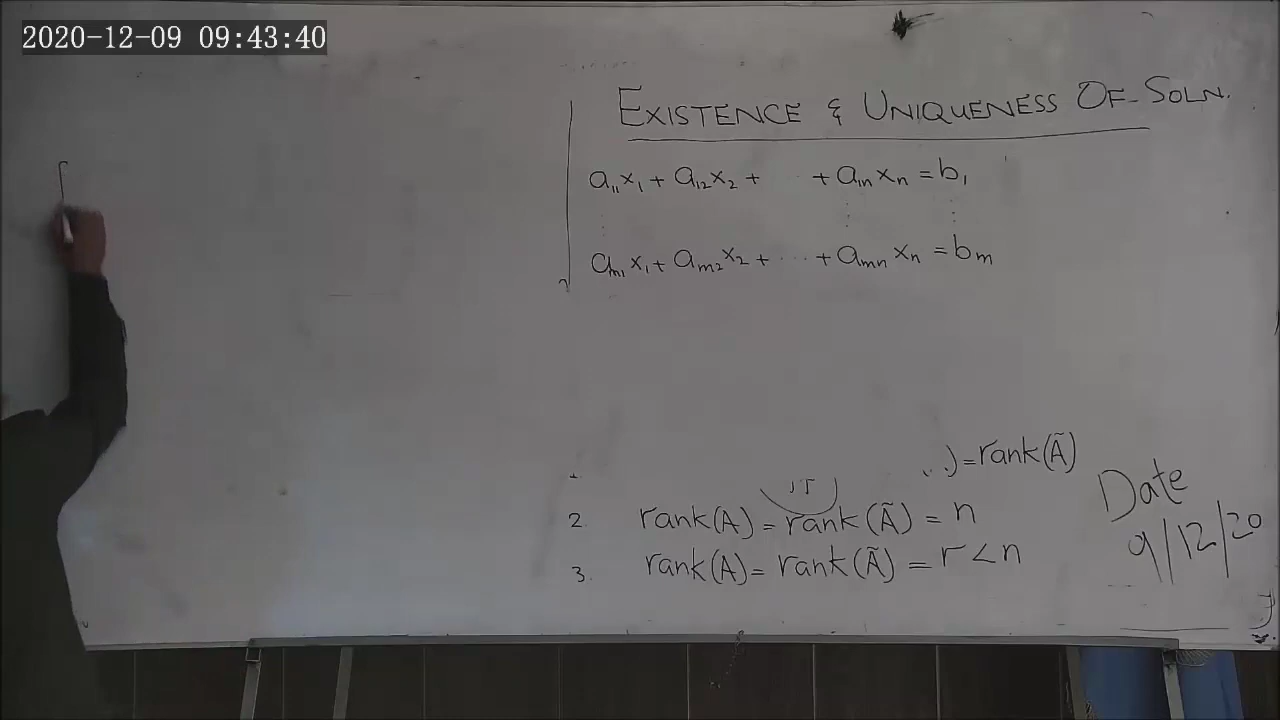 2020-12-09 09:43:40
EXISTENCE & UNIQUENESS OF SOLN.
a₁₁x₁ + a₁₂x₂ + ··· + a₁ₙxₙ = b₁
aₘ₁x₁ + aₘ₂x₂ + ··· + aₘₙxₙ = bₘ
) = rank(Ã)
2. rank(A) = rank(Ã) = n
3. rank(A) = rank(Ã) = r < n
Date
9/12/20